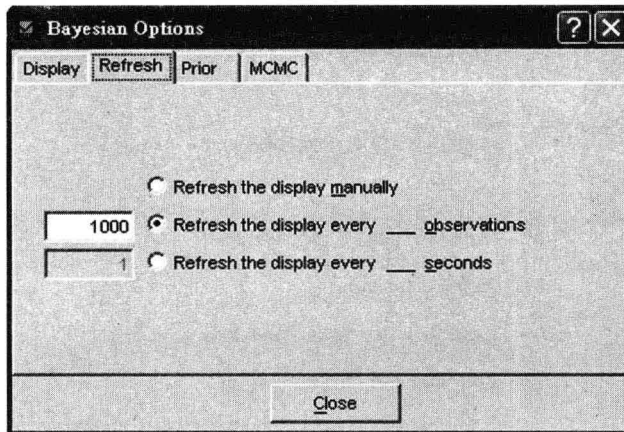 Bayesian Options
Display Refresh Prior MCMC
Refresh the display manually
1000 Refresh the display every ___ observations
1 Refresh the display every ___ seconds
Close